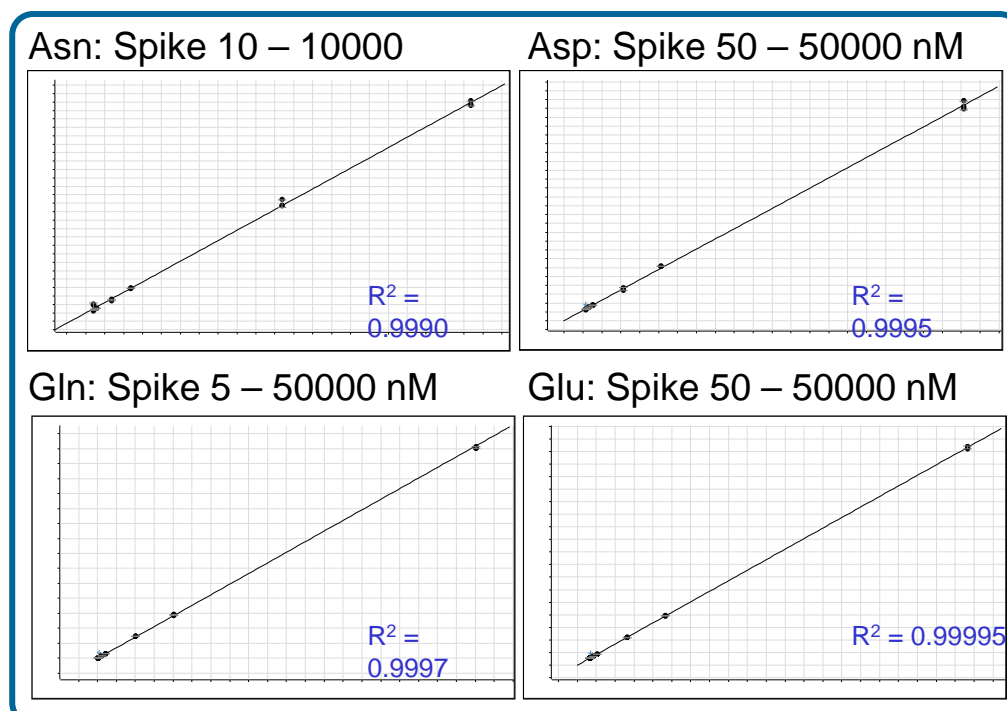 Asn: Spike 10 – 10000
Asp: Spike 50 – 50000 nM
R² =
0.9990
R² =
0.9995
Gln: Spike 5 – 50000 nM
Glu: Spike 50 – 50000 nM
R² =
0.9997
R² = 0.99995